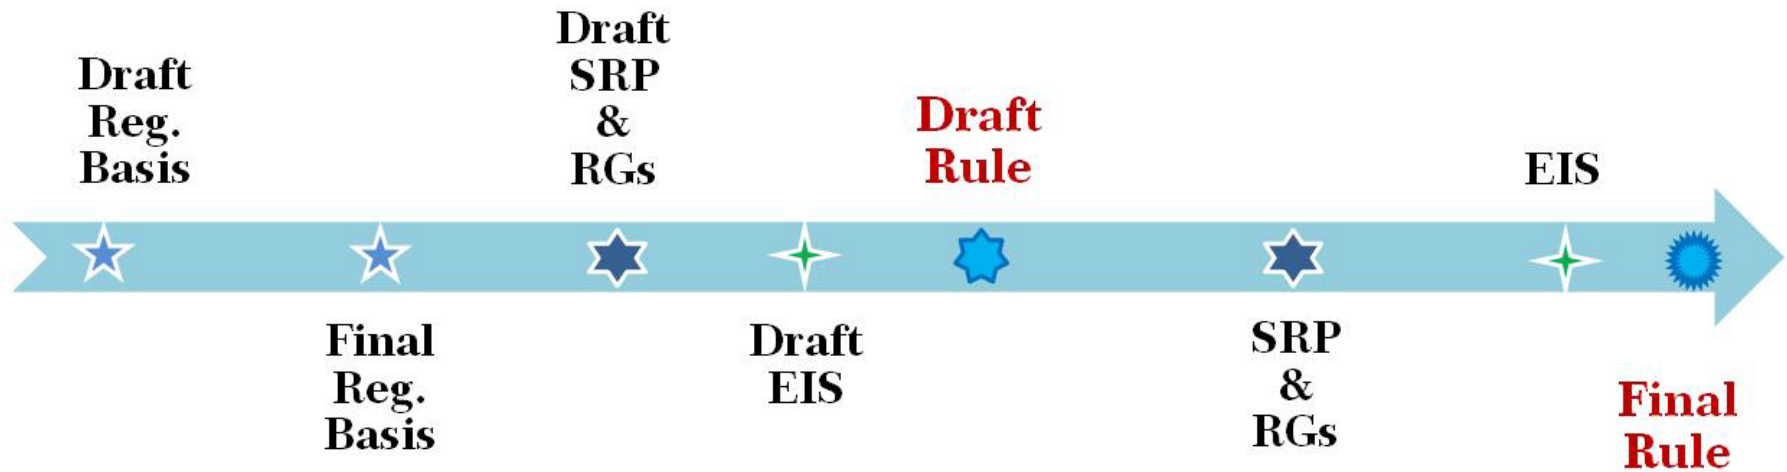 Draft
Reg.
Basis
Final
Reg.
Basis
Draft
SRP
&
RGs
Draft
EIS
Draft
Rule
SRP
&
RGs
EIS
Final
Rule